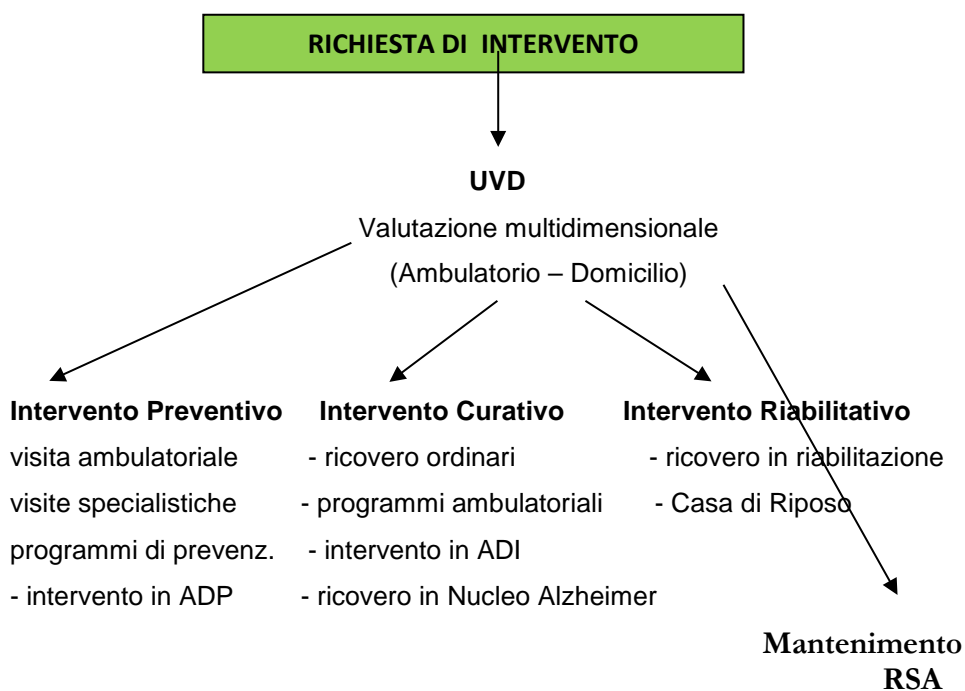 RICHIESTA DI INTERVENTO
UVD
Valutazione multidimensionale
(Ambulatorio – Domicilio)
Intervento Preventivo Intervento Curativo Intervento Riabilitativo
visita ambulatoriale - ricovero ordinari - ricovero in riabilitazione
visite specialistiche - programmi ambulatoriali - Casa di Riposo
programmi di prevenz. - intervento in ADI
- intervento in ADP - ricovero in Nucleo Alzheimer
Mantenimento
RSA